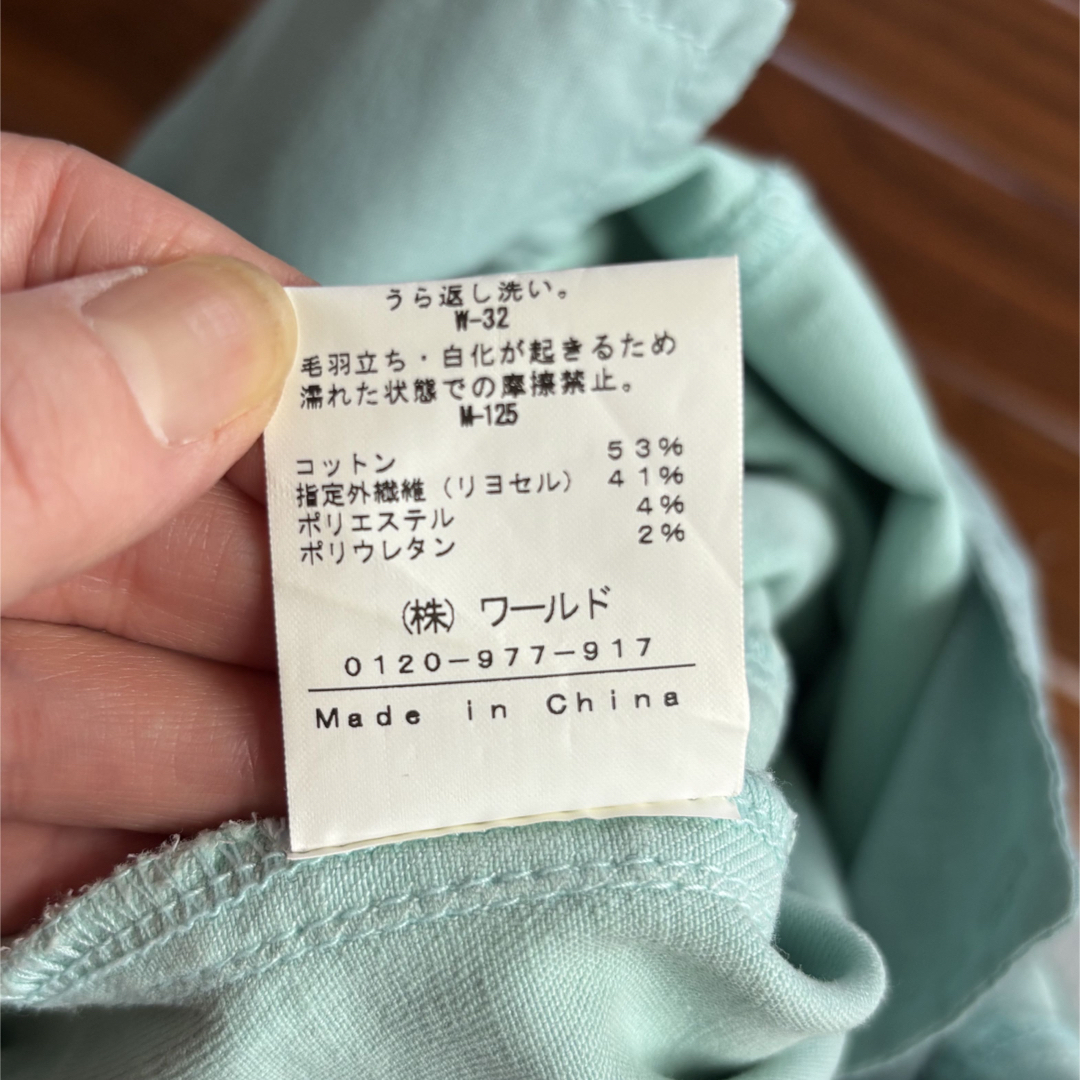 うら返し洗い。
W-32
毛羽立ち・白化が起きるため
濡れた状態での摩擦禁止。
M-125
コットン 53%
指定外繊維(リヨセル) 41%
ポリエステル 4%
ポリウレタン 2%
(株) ワールド
0120-977-917
Made in China